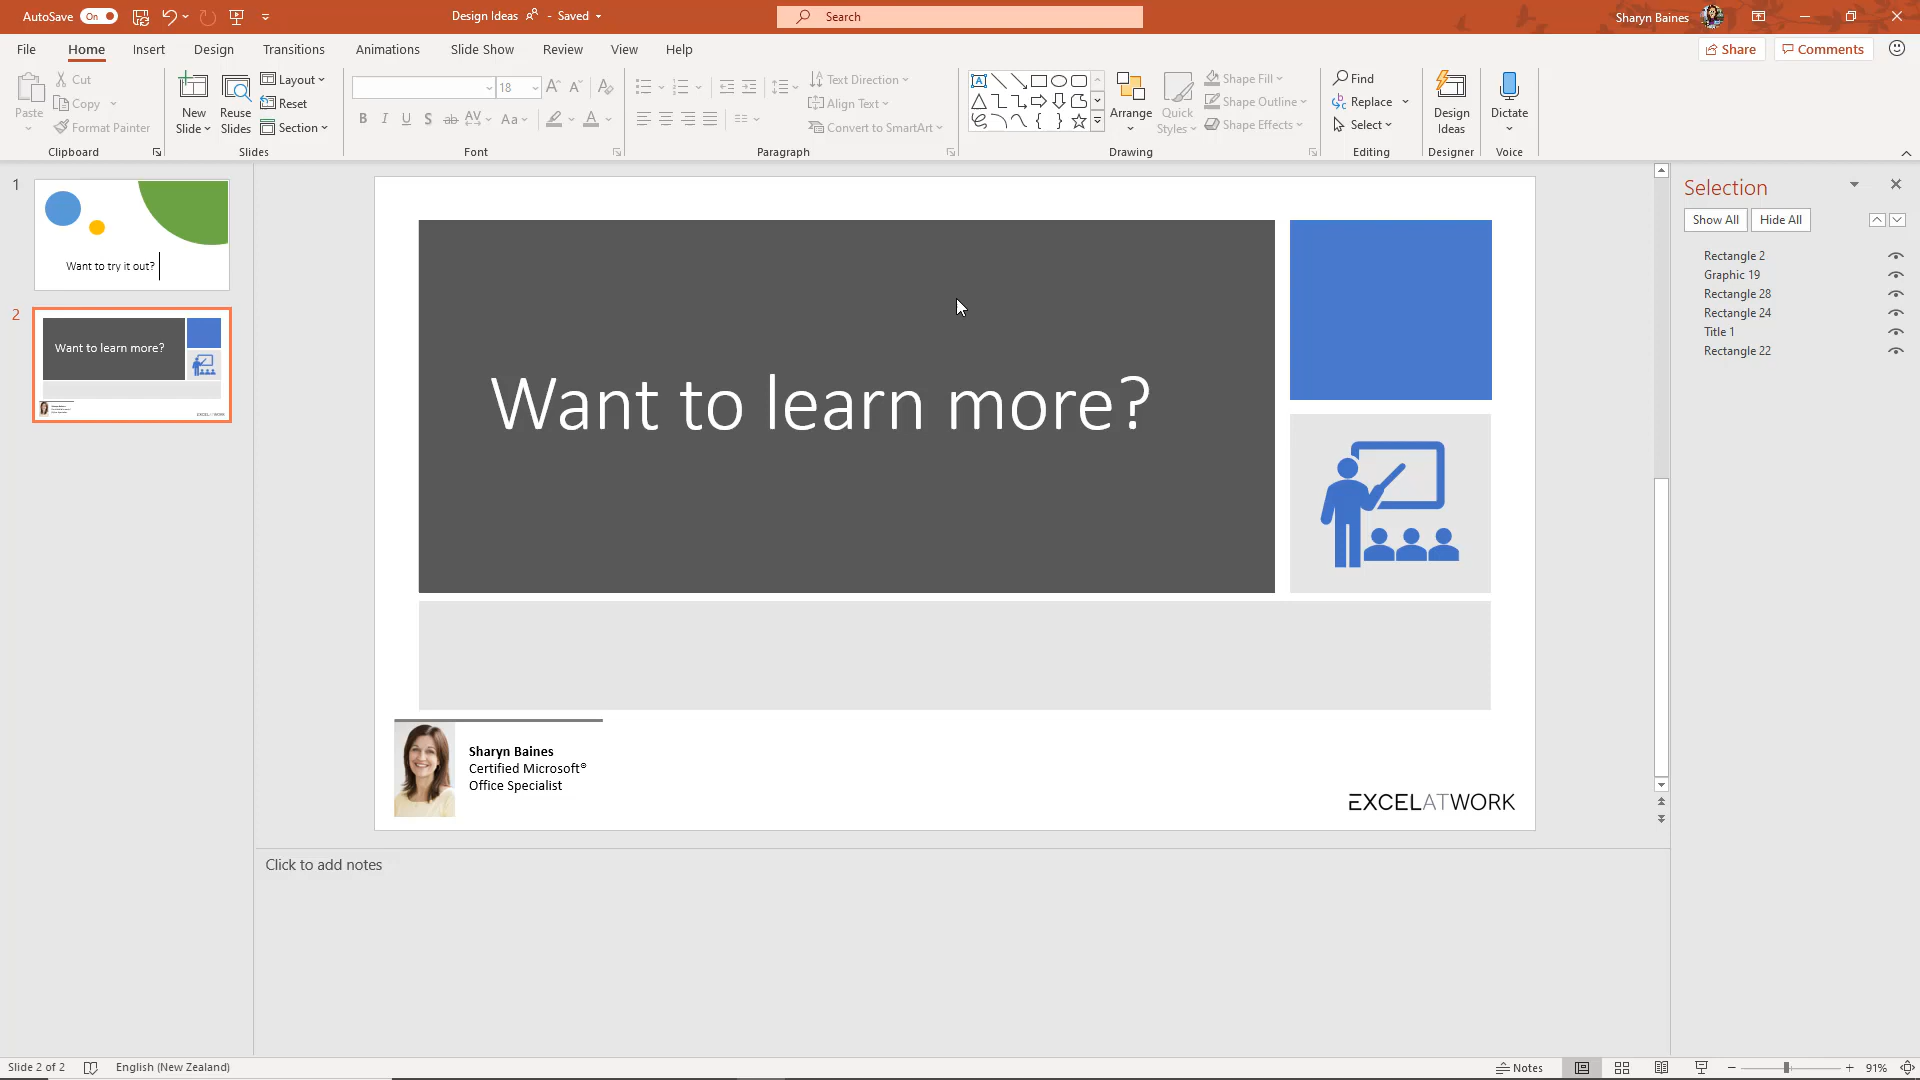 AutoSave On Design Ideas - Saved Search Sharyn Baines
File Home Insert Design Transitions Animations Slide Show Review View Help Share Comments
Paste Cut Copy Format Painter
Clipboard
New Slide Reuse Slides Layout Reset Section
Slides
18
B I U S ab AV Aa A
Font
Text Direction
Align Text
Convert to SmartArt
Paragraph
Arrange Quick Styles Shape Fill Shape Outline Shape Effects
Drawing
Find
Replace
Select
Editing
Design Ideas
Designer
Dictate
Voice
1
Want to try it out?
2
Want to learn more?
Want to learn more?
Sharyn Baines
Certified Microsoft®
Office Specialist
EXCELATWORK
Click to add notes
Selection
Show All Hide All
Rectangle 2
Graphic 19
Rectangle 28
Rectangle 24
Title 1
Rectangle 22
Slide 2 of 2 English (New Zealand) Notes 91%